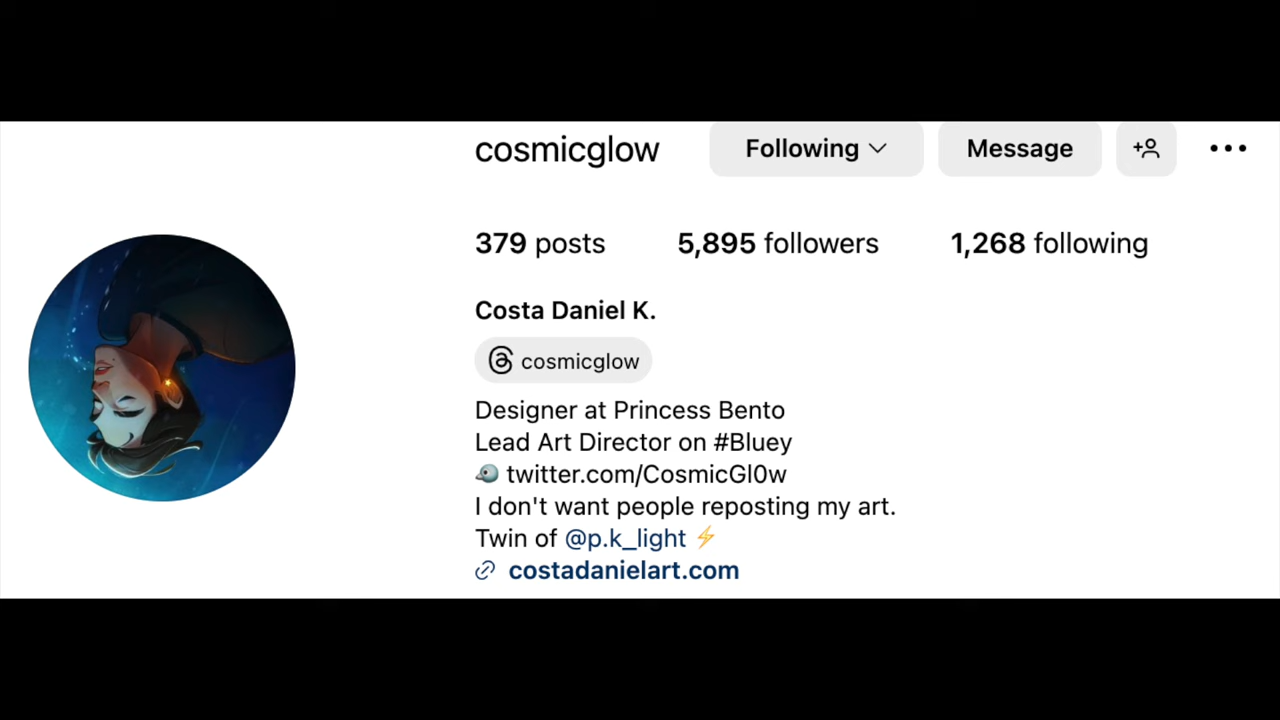 cosmicglow Following Message
379 posts 5,895 followers 1,268 following
Costa Daniel K.
cosmicglow
Designer at Princess Bento
Lead Art Director on #Bluey
twitter.com/CosmicGl0w
I don't want people reposting my art.
Twin of @p.k_light ⚡
costadanielart.com